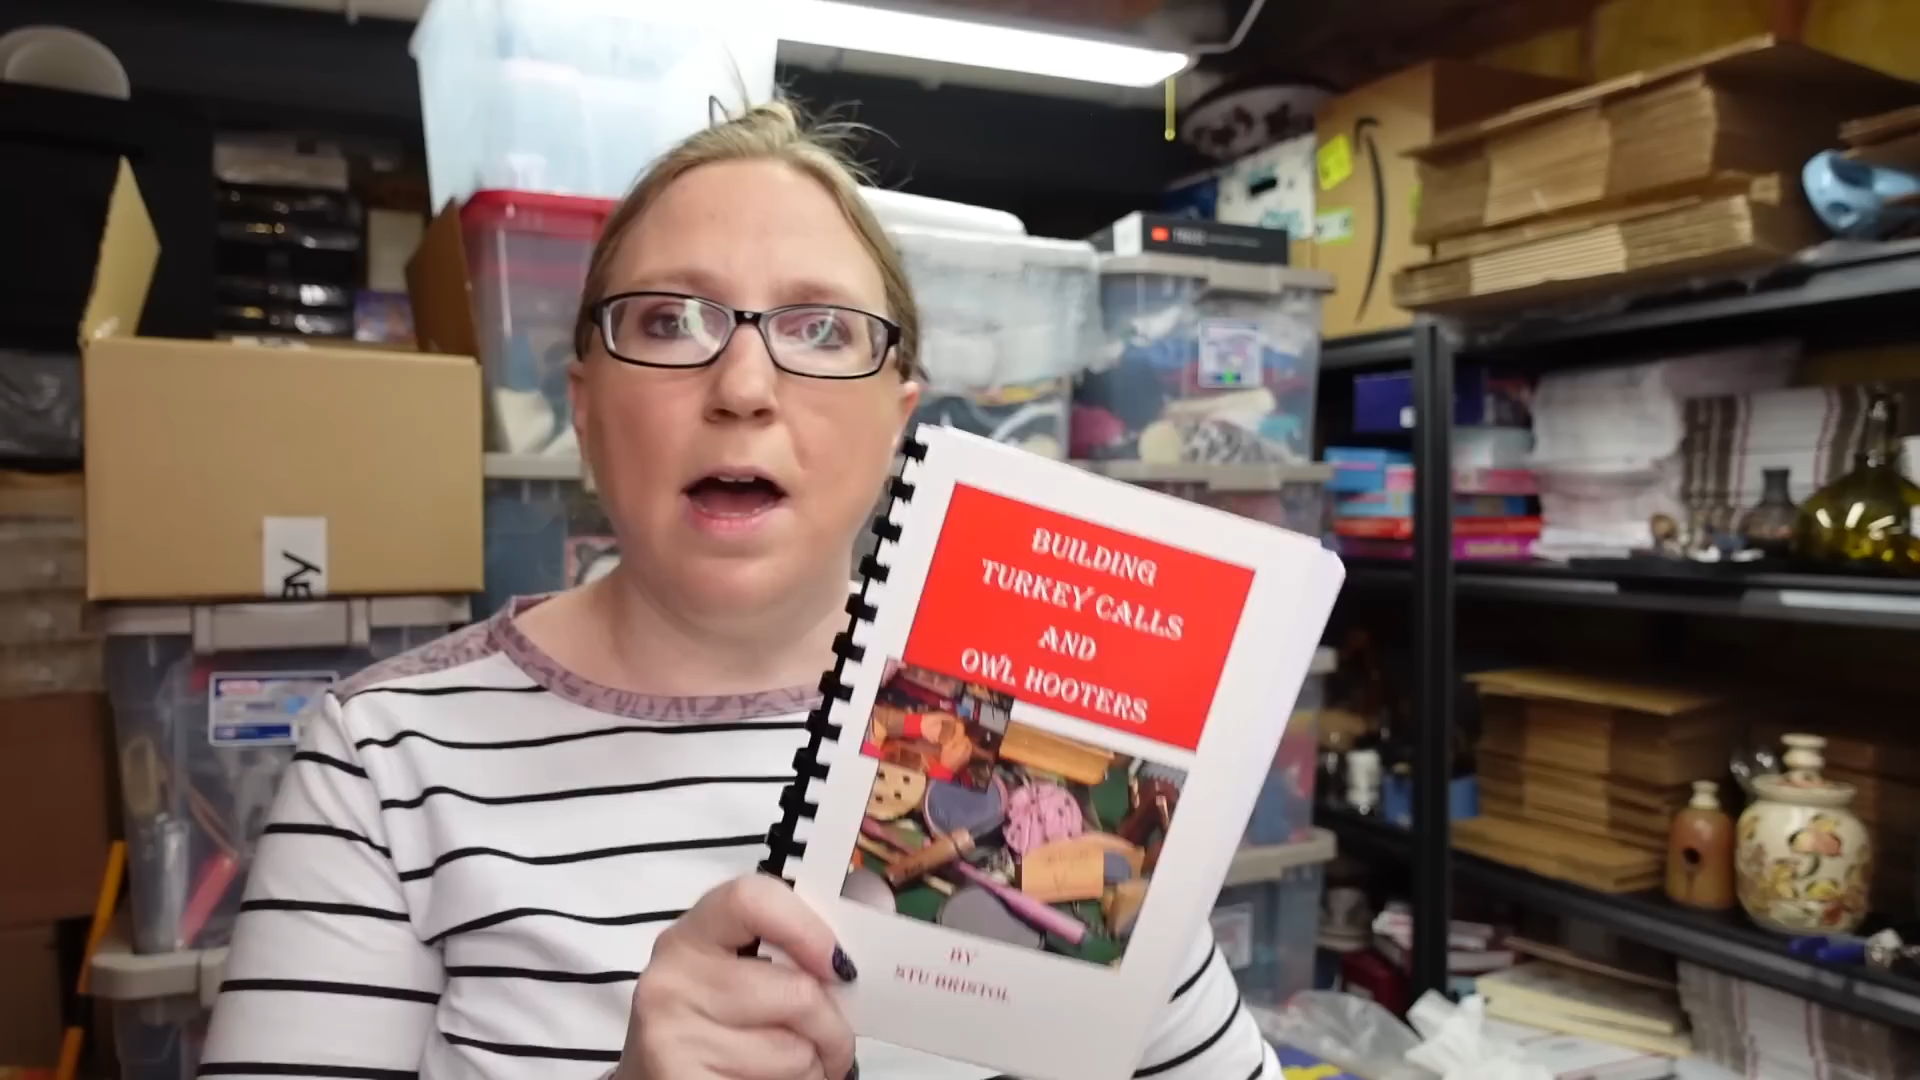 BUILDING
TURKEY CALLS
AND
OWL HOOTERS
BY
STU BRISTOL